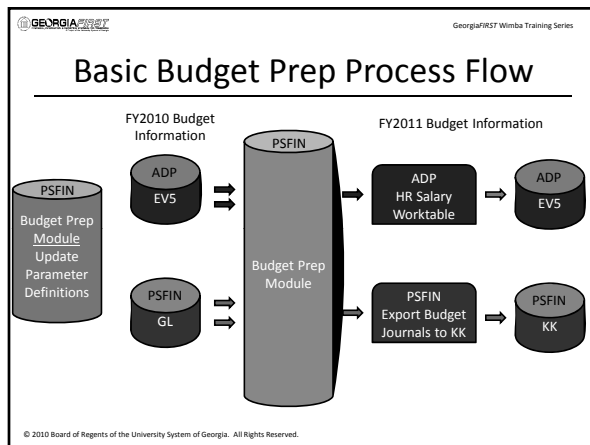 GEORGIAFIRST
GeorgiaFIRST Wimba Training Series
Basic Budget Prep Process Flow
FY2010 Budget
Information
FY2011 Budget Information
PSFIN
Budget Prep
Module
Update
Parameter
Definitions
ADP
EV5
PSFIN
GL
PSFIN
Budget Prep
Module
ADP
HR Salary
Worktable
ADP
EV5
PSFIN
Export Budget
Journals to KK
PSFIN
KK
© 2010 Board of Regents of the University System of Georgia. All Rights Reserved.